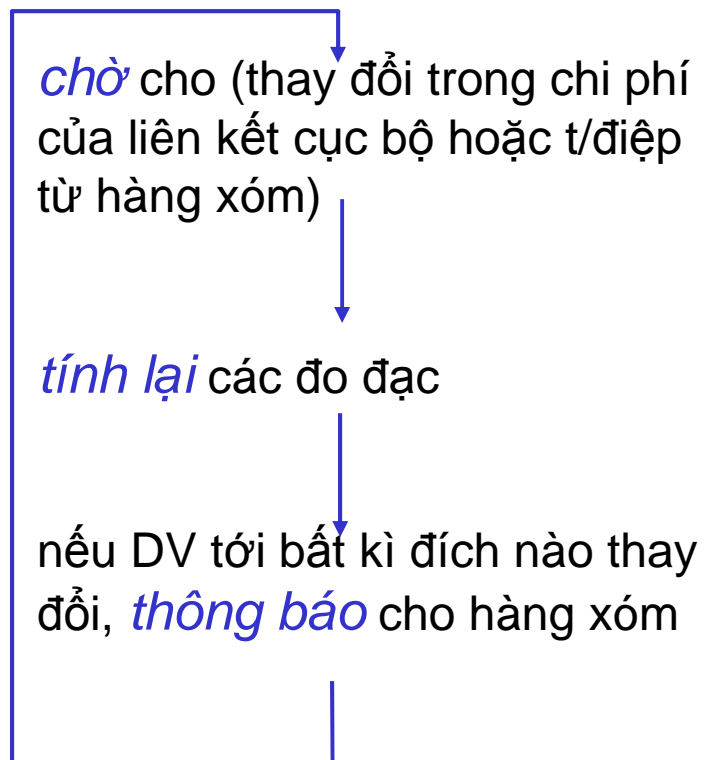 chờ cho (thay đổi trong chi phí
của liên kết cục bộ hoặc t/điệp
từ hàng xóm)
tính lại các đo đạc
nếu DV tới bất kì đích nào thay
đổi, thông báo cho hàng xóm